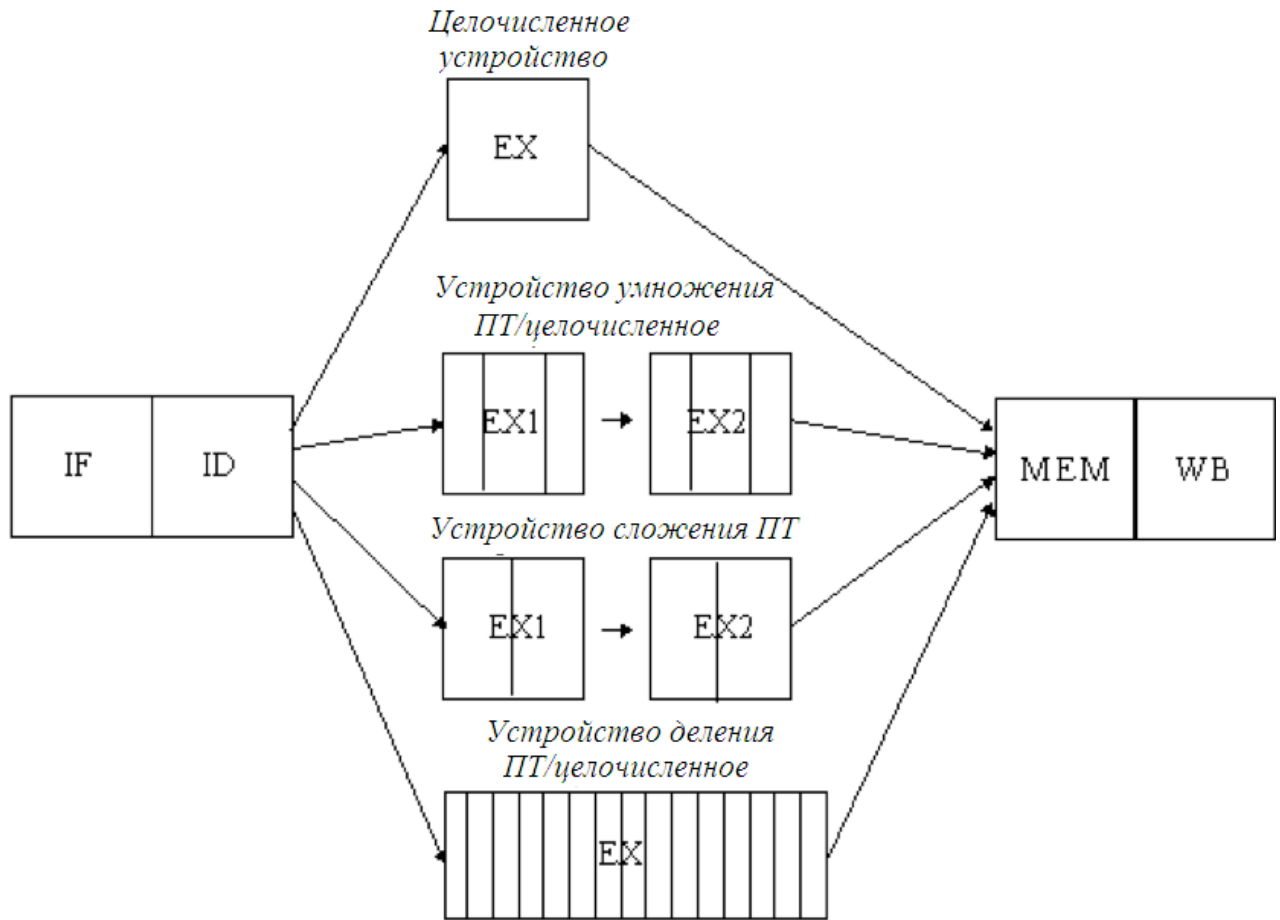 Целочисленное
устройство
EX
Устройство умножения
ПТ/целочисленное
EX1
EX2
IF
ID
MEM
WB
Устройство сложения ПТ
EX1
EX2
Устройство деления
ПТ/целочисленное
EX